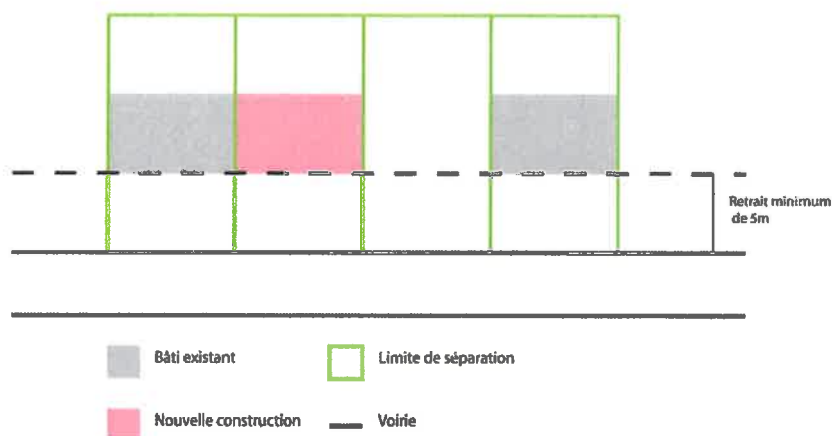 Retrait minimum
de 5m
Bâti existant
Limite de séparation
Nouvelle construction
Voirie